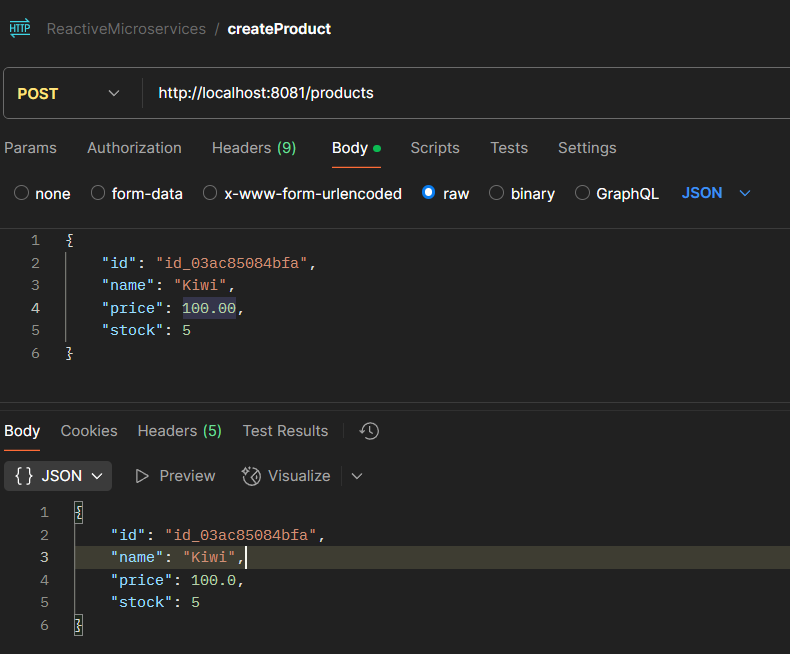 HTTP ReactiveMicroservices / createProduct
POST http://localhost:8081/products
Params Authorization Headers (9) Body Scripts Tests Settings
none form-data x-www-form-urlencoded raw binary GraphQL JSON
1 {
2 "id": "id_03ac85084bfa",
3 "name": "Kiwi",
4 "price": 100.00,
5 "stock": 5
6 }
Body Cookies Headers (5) Test Results
{} JSON Preview Visualize
1 {
2 "id": "id_03ac85084bfa",
3 "name": "Kiwi",
4 "price": 100.0,
5 "stock": 5
6 }